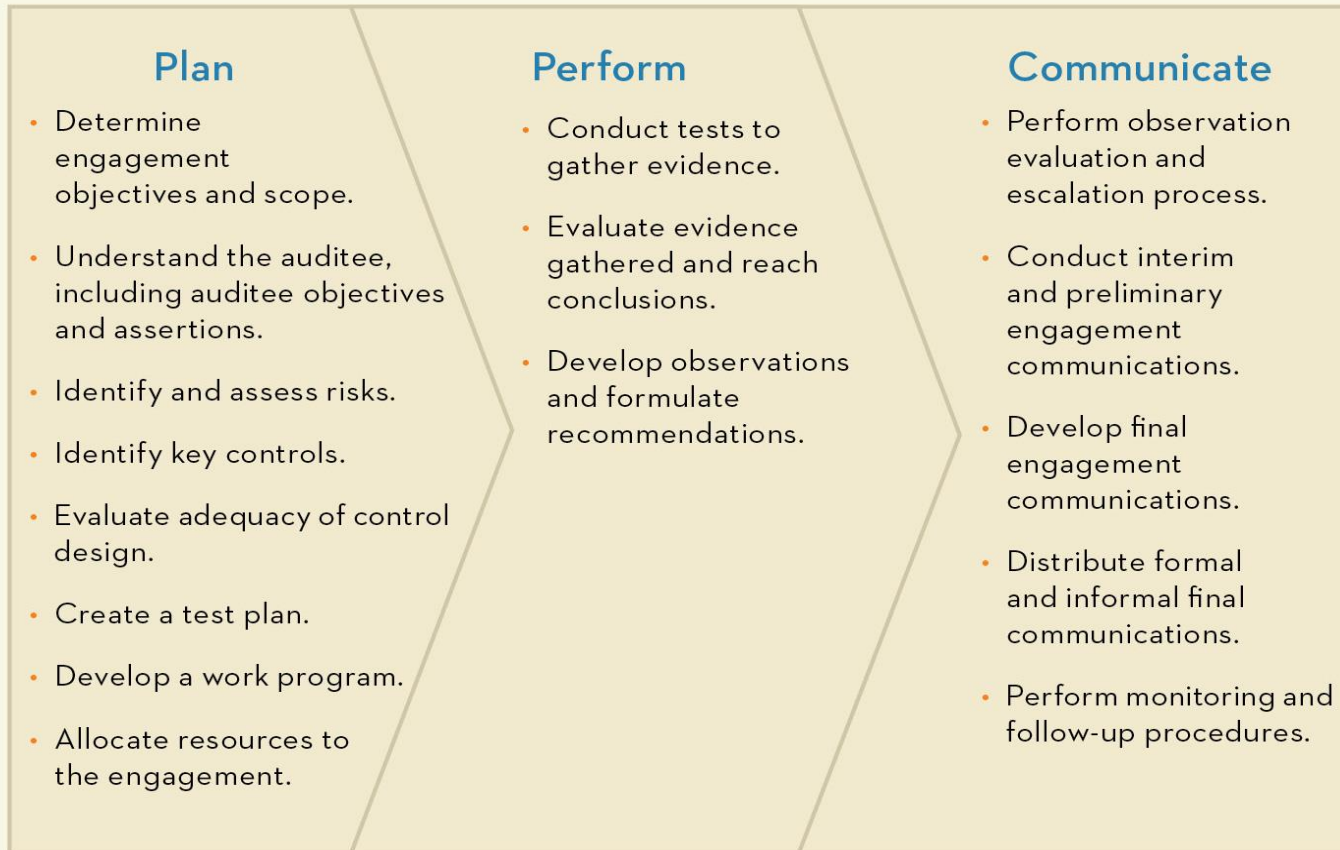 Plan
• Determine
engagement
objectives and scope.
• Understand the auditee,
including auditee objectives
and assertions.
• Identify and assess risks.
• Identify key controls.
• Evaluate adequacy of control
design.
• Create a test plan.
• Develop a work program.
• Allocate resources to
the engagement.
Perform
• Conduct tests to
gather evidence.
• Evaluate evidence
gathered and reach
conclusions.
• Develop observations
and formulate
recommendations.
Communicate
• Perform observation
evaluation and
escalation process.
• Conduct interim
and preliminary
engagement
communications.
• Develop final
engagement
communications.
• Distribute formal
and informal final
communications.
• Perform monitoring and
follow-up procedures.